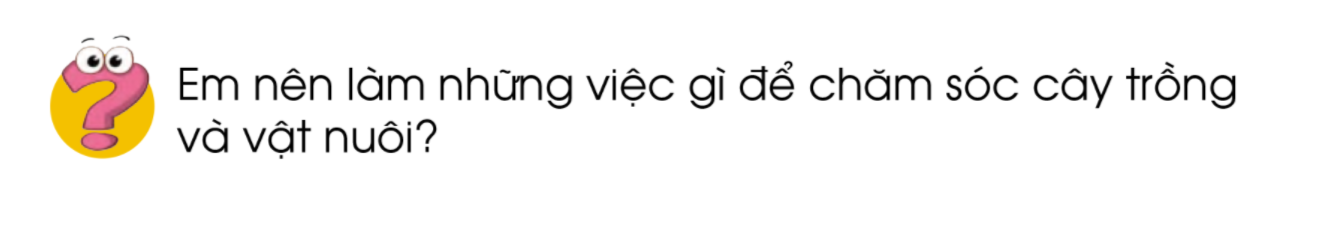 Em nên làm những việc gì để chăm sóc cây trồng
và vật nuôi?